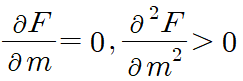 ∂F/∂m = 0, ∂²F/∂m² > 0